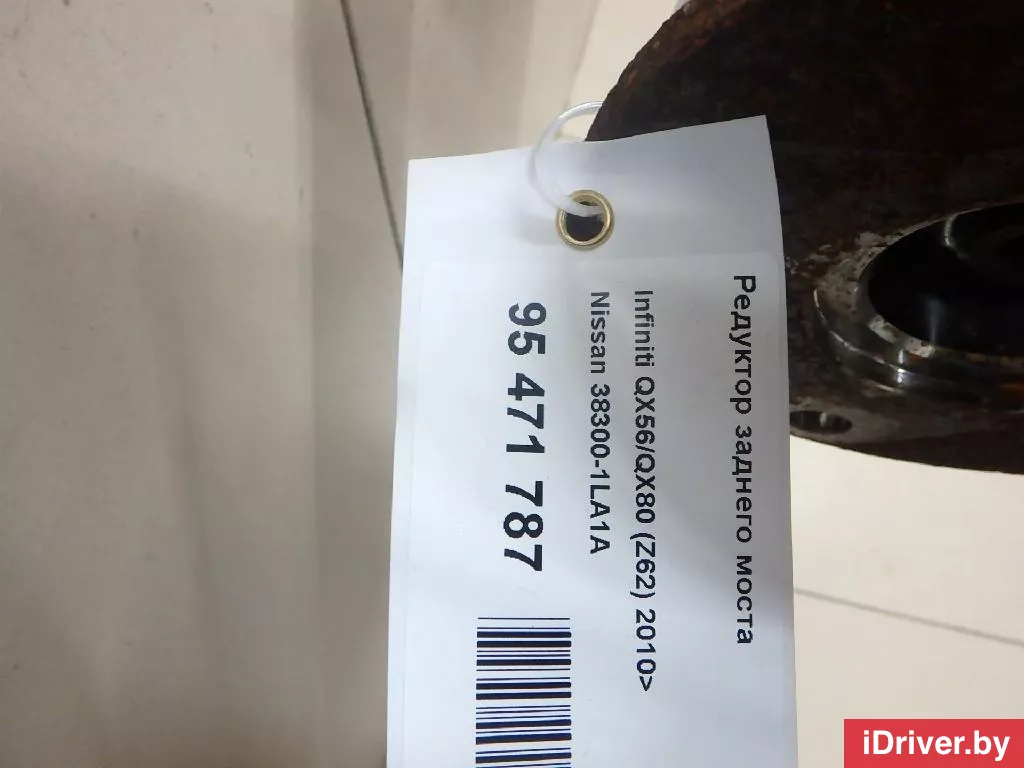 Редуктор заднего моста
Infiniti QX56/QX80 (Z62) 2010>
Nissan 38300-1LA1A
95 471 787
iDriver.by